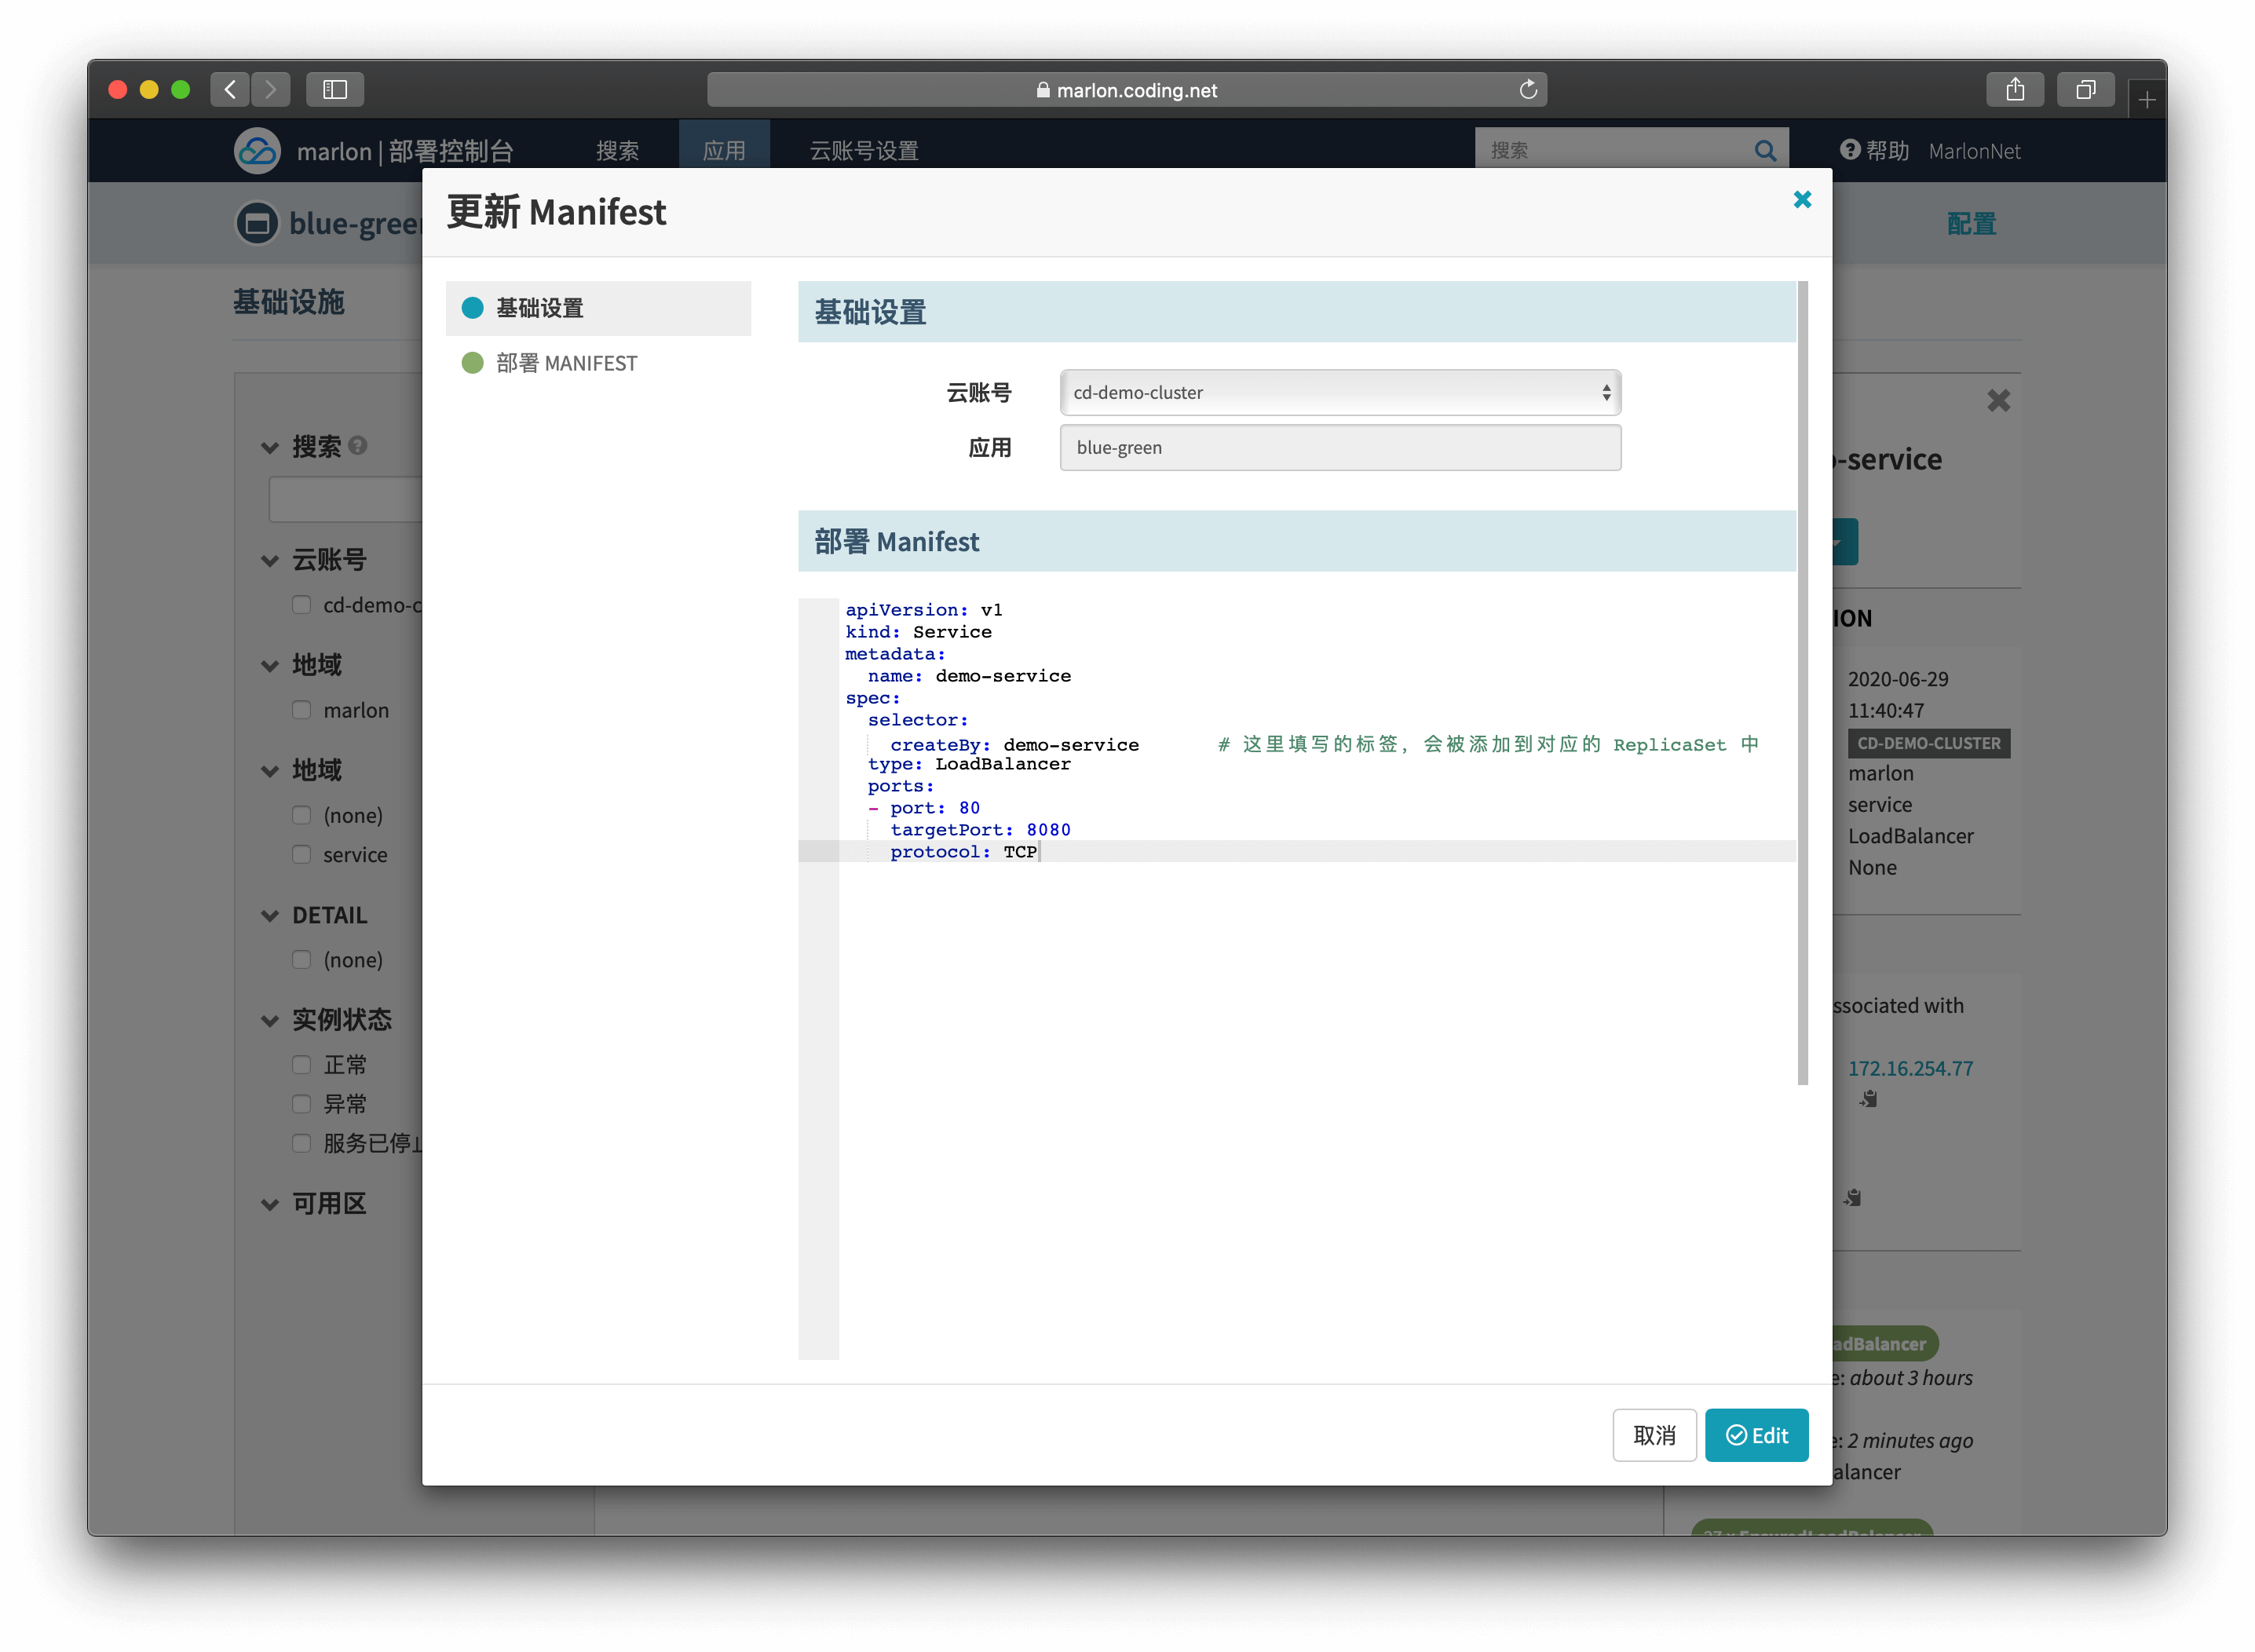 marlon.coding.net
marlon | 部署控制台
搜索
应用
云账号设置
搜索
帮助
MarlonNet
配置
基础设施
搜索
云账号
地域
marlon
地域
(none)
service
DETAIL
(none)
实例状态
正常
异常
服务已停
可用区
更新 Manifest
基础设置
部署 MANIFEST
基础设置
云账号
cd-demo-cluster
应用
blue-green
部署 Manifest
apiVersion: v1
kind: Service
metadata:
name: demo-service
spec:
selector:
createBy: demo-service # 这里填写的标签，会被添加到对应的 ReplicaSet 中
type: LoadBalancer
ports:
- port: 80
targetPort: 8080
protocol: TCP
取消
Edit
-service
2020-06-29
11:40:47
CD-DEMO-CLUSTER
marlon
service
LoadBalancer
None
with
172.16.254.77
about 3 hours
2 minutes ago